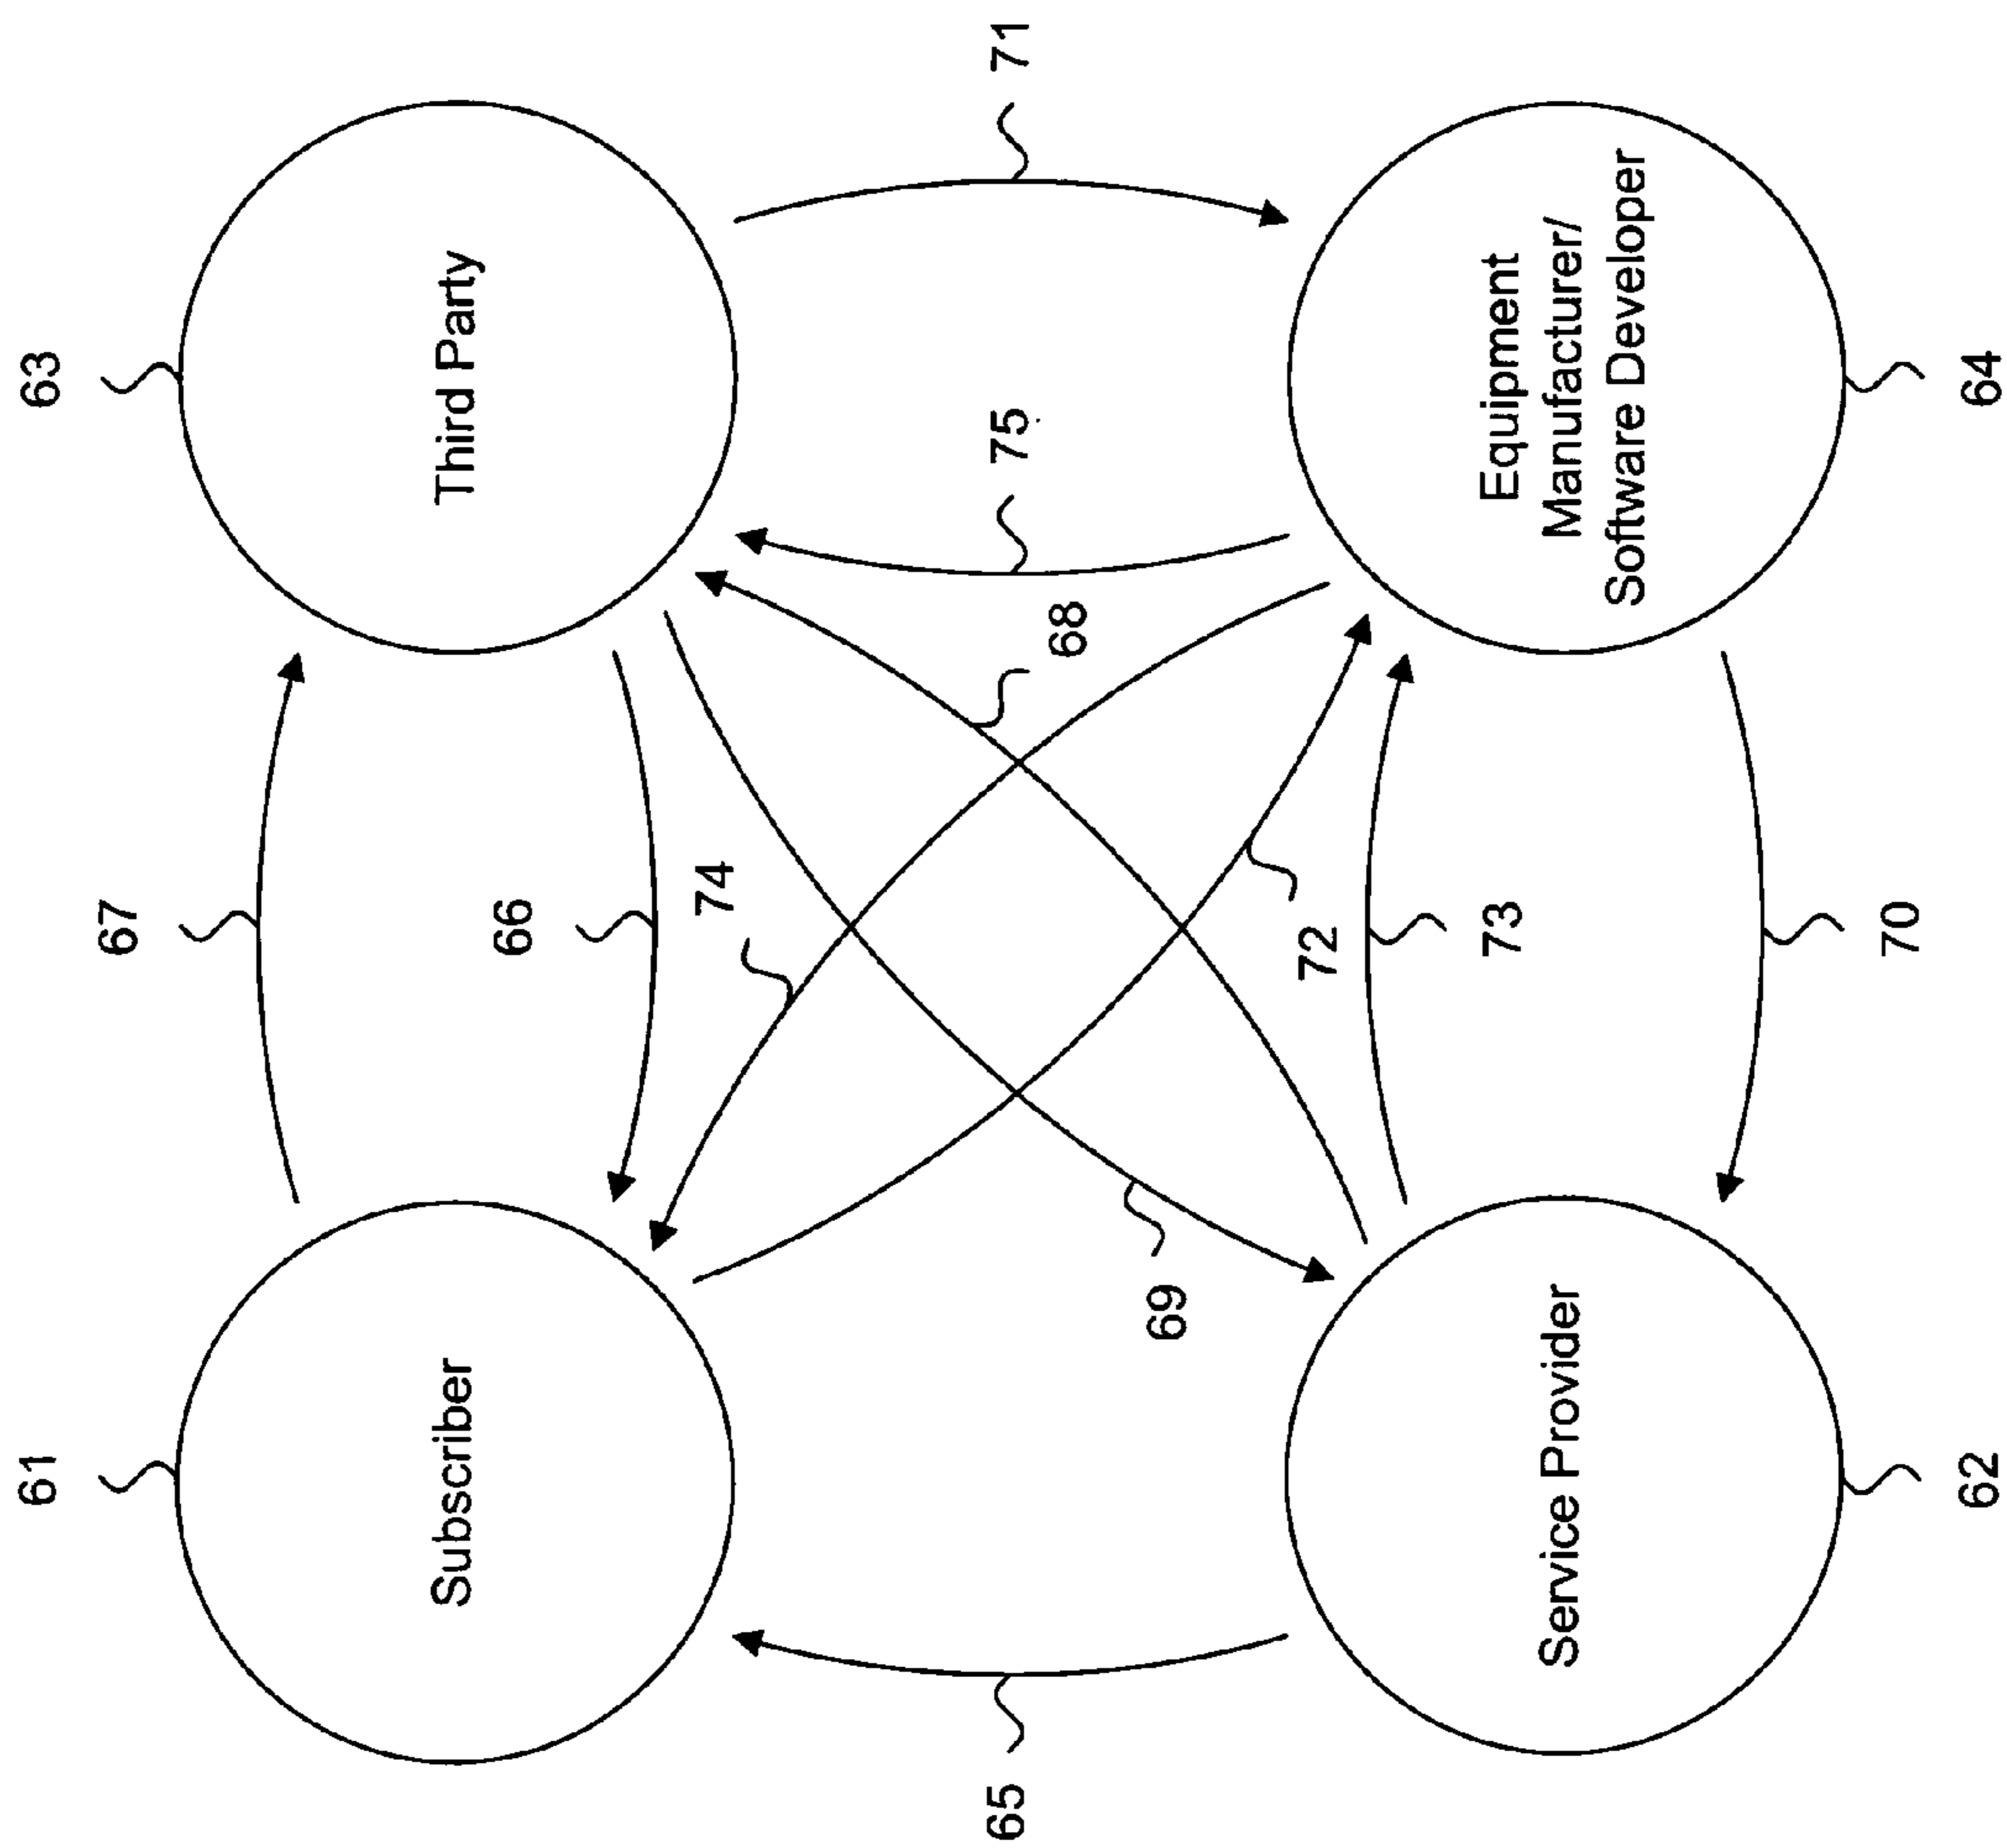 61
Subscriber
67
66
63
Third Party
74
65
69
68
75
71
72
73
62
Service Provider
70
64
Equipment
Manufacturer/
Software Developer